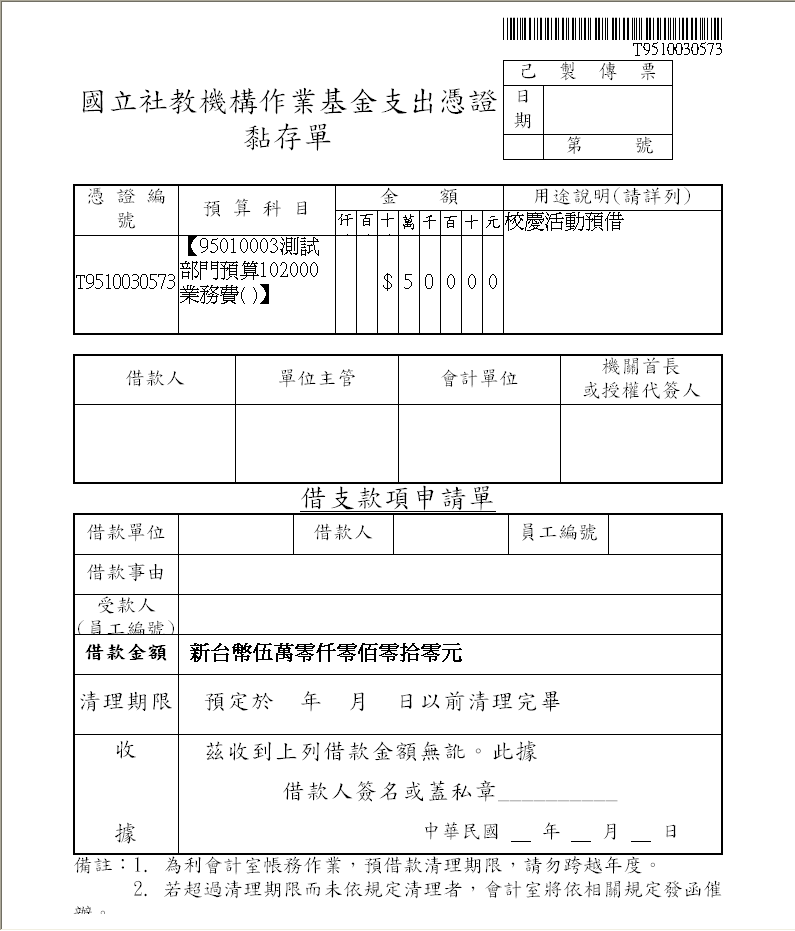 T9510030573
己製傳票
日期
第 號
國立社教機構作業基金支出憑證
黏存單
憑證編號
預算科目
金額
用途說明(請詳列)
仟 百 十 萬 千 百 十 元
T9510030573
【95010003測試
部門預算102000
業務費()】
$ 5 0 0 0 0
校慶活動預借
借款人
單位主管
會計單位
機關首長
或授權代簽人
借支款項申請單
借款單位
借款人
員工編號
借款事由
受款人
(員工編號)
借款金額
新台幣伍萬零仟零佰零拾零元
清理期限
預定於 年 月 日以前清理完畢
收
據
茲收到上列借款金額無訛。此據
借款人簽名或蓋私章__________
中華民國 __ 年 __ 月 __ 日
備註:1. 為利會計室帳務作業,預借款清理期限,請勿跨越年度。
2. 若超過清理期限而未依規定清理者,會計室將依相關規定發函催
辦。